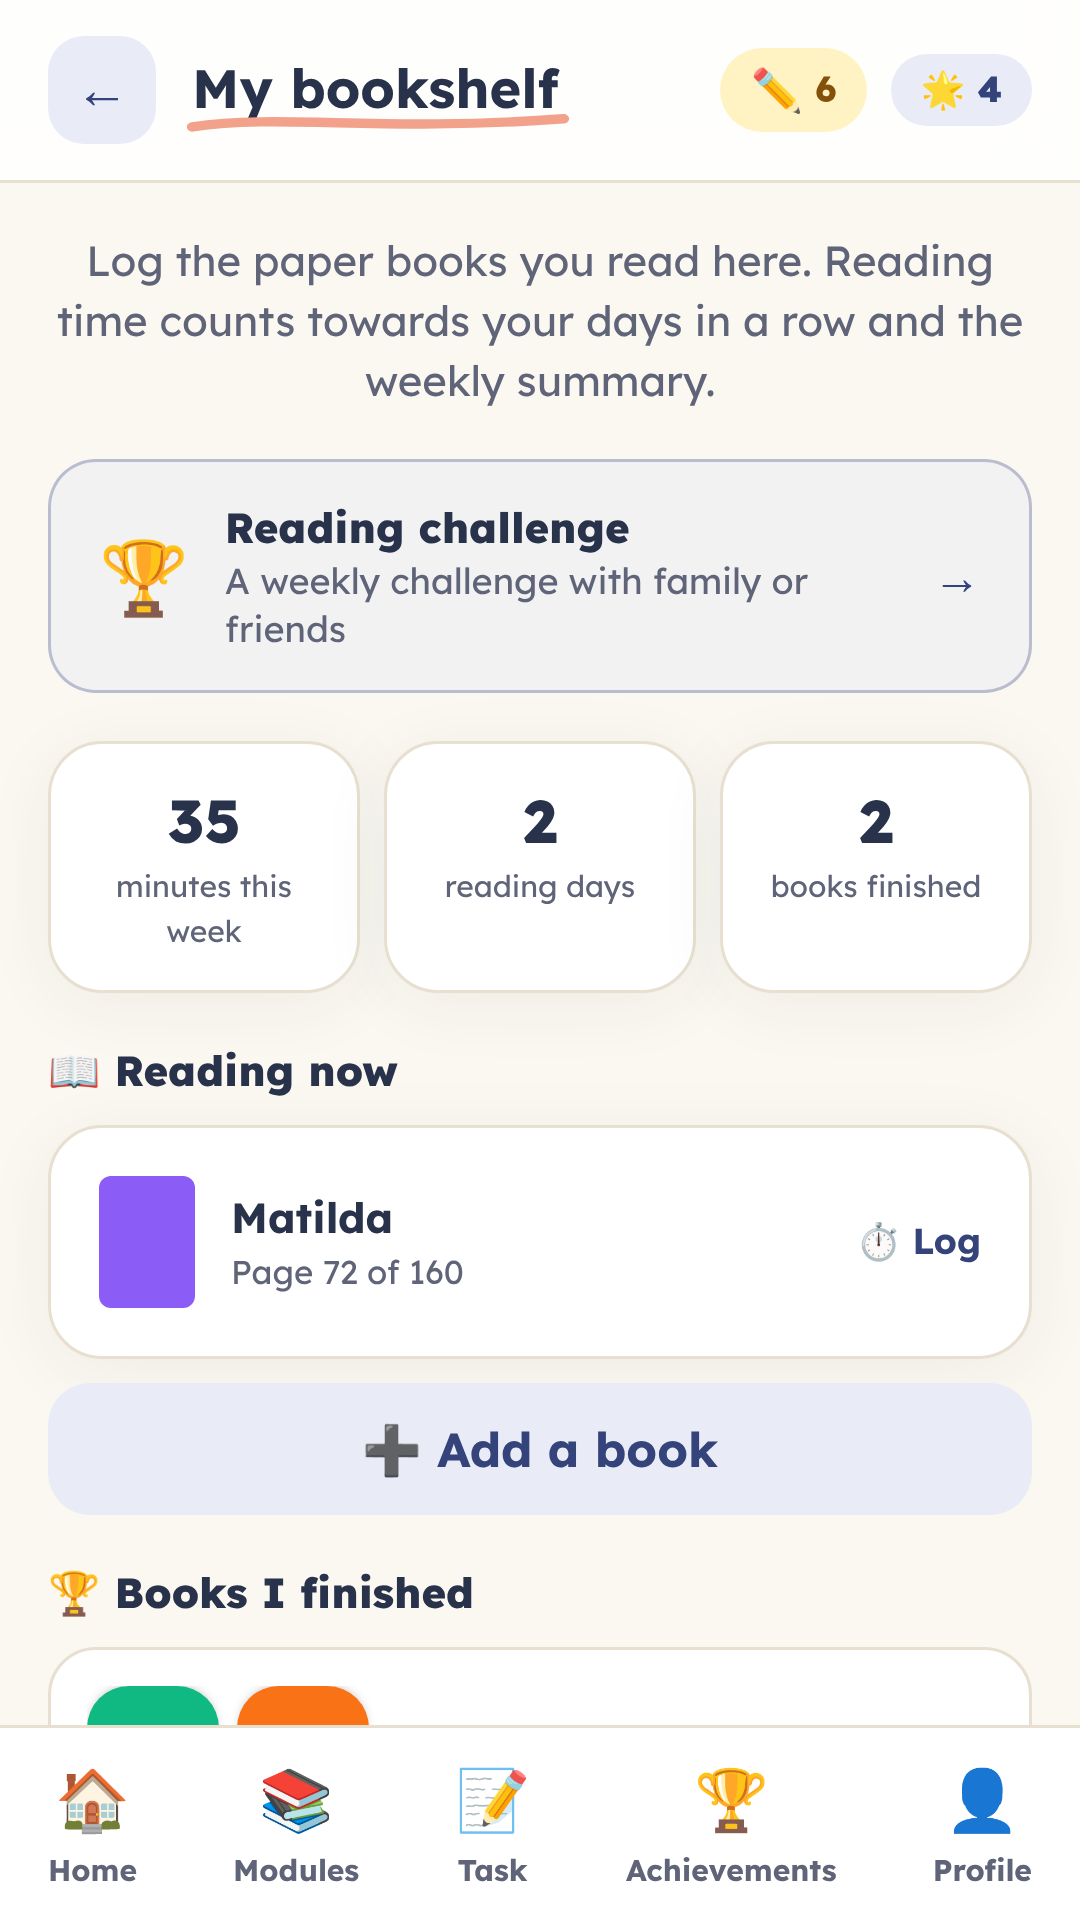 ←
My bookshelf
6
4
Log the paper books you read here. Reading
time counts towards your days in a row and the
weekly summary.
Reading challenge
A weekly challenge with family or
friends
→
35
minutes this
week
2
reading days
2
books finished
Reading now
Matilda
Page 72 of 160
Log
➕ Add a book
Books I finished
Home
Modules
Task
Achievements
Profile